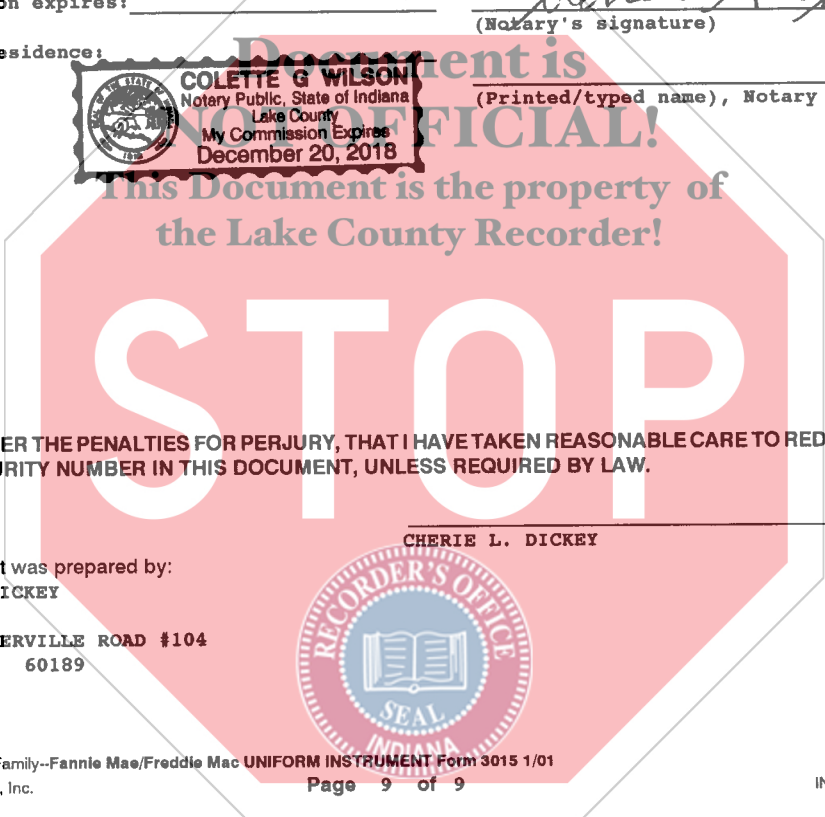 on expires:
(Notary's signature)
esidence:
Document is
COLETTE G WILSON
Notary Public, State of Indiana
Lake County
My Commission Expires
December 20, 2018
(Printed/typed name), Notary
NOT OFFICIAL!
This Document is the property of
the Lake County Recorder!
STOP
ER THE PENALTIES FOR PERJURY, THAT I HAVE TAKEN REASONABLE CARE TO RED
URITY NUMBER IN THIS DOCUMENT, UNLESS REQUIRED BY LAW.
CHERIE L. DICKEY
t was prepared by:
ICKEY
ERVILLE ROAD #104
60189
RECORDER'S OFFICE
SEAL
INDIANA
Family--Fannie Mae/Freddie Mac UNIFORM INSTRUMENT Form 3015 1/01
, Inc.
Page 9 of 9
IN